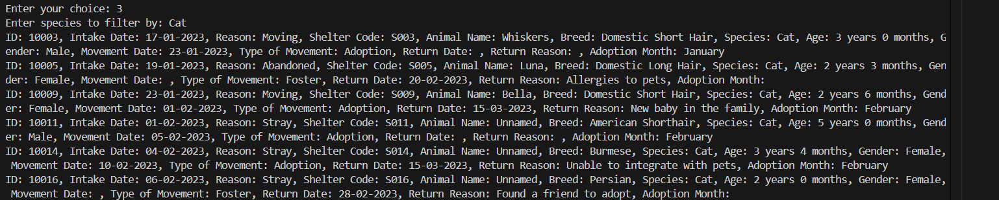 Enter your choice: 3
Enter species to filter by: Cat
ID: 10003, Intake Date: 17-01-2023, Reason: Moving, Shelter Code: S003, Animal Name: Whiskers, Breed: Domestic Short Hair, Species: Cat, Age: 3 years 0 months, G
ender: Male, Movement Date: 23-01-2023, Type of Movement: Adoption, Return Date: , Return Reason: , Adoption Month: January
ID: 10005, Intake Date: 19-01-2023, Reason: Abandoned, Shelter Code: S005, Animal Name: Luna, Breed: Domestic Long Hair, Species: Cat, Age: 2 years 3 months, Gen
der: Female, Movement Date: , Type of Movement: Foster, Return Date: 20-02-2023, Return Reason: Allergies to pets, Adoption Month:
ID: 10009, Intake Date: 23-01-2023, Reason: Moving, Shelter Code: S009, Animal Name: Bella, Breed: Domestic Short Hair, Species: Cat, Age: 2 years 6 months, Gend
er: Female, Movement Date: 01-02-2023, Type of Movement: Adoption, Return Date: 15-03-2023, Return Reason: New baby in the family, Adoption Month: February
ID: 10011, Intake Date: 01-02-2023, Reason: Stray, Shelter Code: S011, Animal Name: Unnamed, Breed: American Shorthair, Species: Cat, Age: 5 years 0 months, Gend
er: Male, Movement Date: 05-02-2023, Type of Movement: Adoption, Return Date: , Return Reason: , Adoption Month: February
ID: 10014, Intake Date: 04-02-2023, Reason: Stray, Shelter Code: S014, Animal Name: Unnamed, Breed: Burmese, Species: Cat, Age: 3 years 4 months, Gender: Female,
Movement Date: 10-02-2023, Type of Movement: Adoption, Return Date: 15-03-2023, Return Reason: Unable to integrate with pets, Adoption Month: February
ID: 10016, Intake Date: 06-02-2023, Reason: Stray, Shelter Code: S016, Animal Name: Unnamed, Breed: Persian, Species: Cat, Age: 2 years 0 months, Gender: Female,
Movement Date: , Type of Movement: Foster, Return Date: 28-02-2023, Return Reason: Found a friend to adopt, Adoption Month: